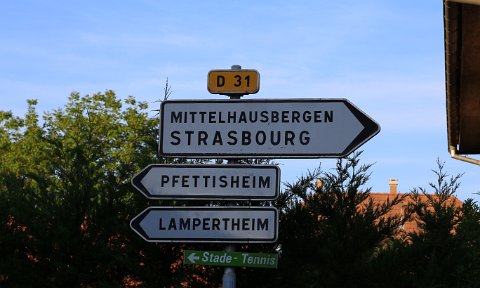 D 31
MITTELHAUSBERGEN
STRASBOURG
PFETTISHEIM
LAMPERTHEIM
Stade - Tennis